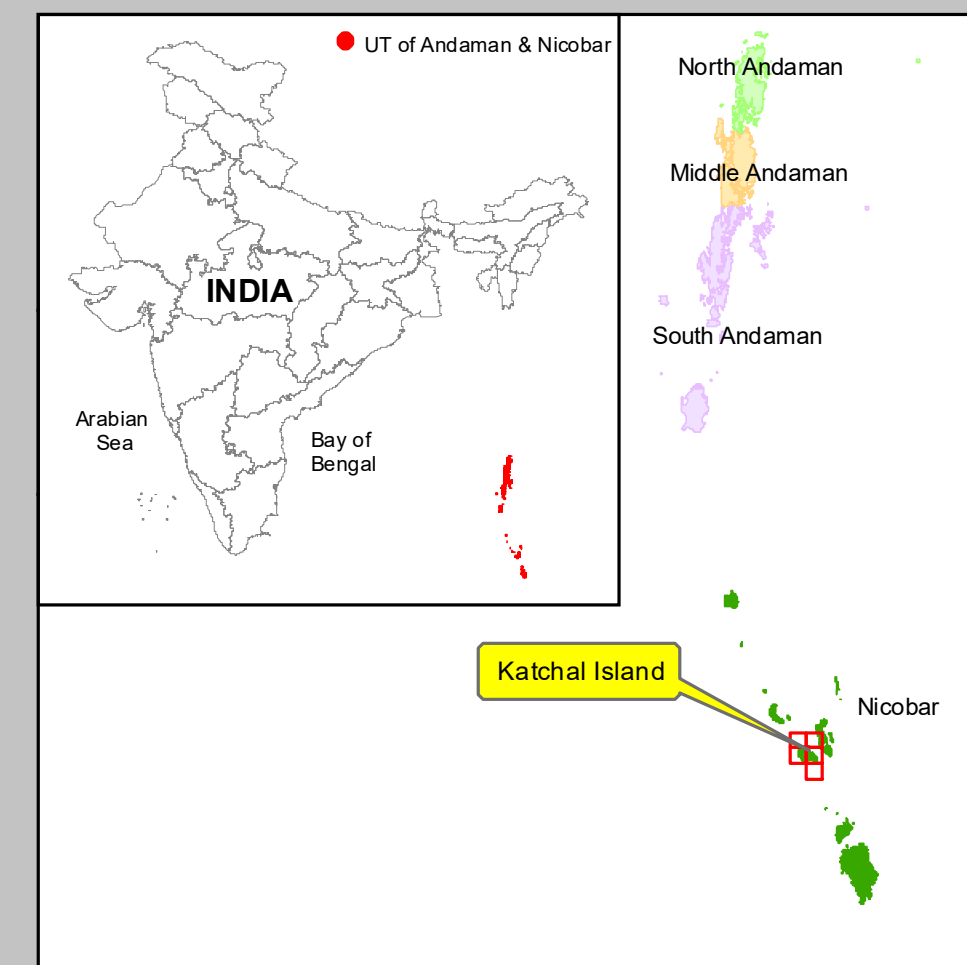 UT of Andaman & Nicobar
North Andaman
Middle Andaman
INDIA
South Andaman
Arabian
Sea
Bay of
Bengal
Katchal Island
Nicobar